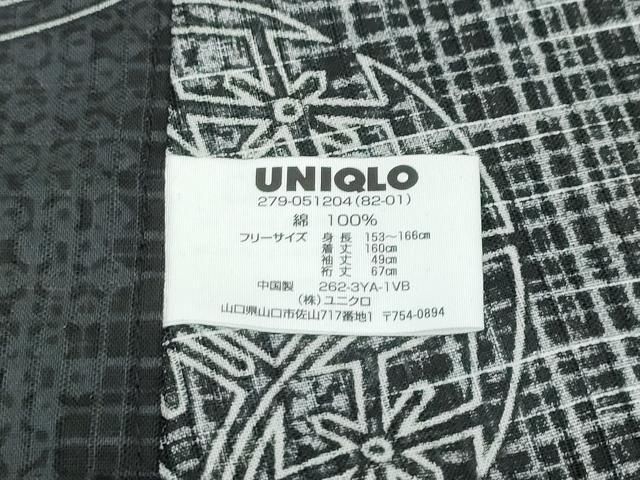 UNIQLO
279-051204(82-01)
綿 100%
フリーサイズ 身長 153~166cm
着丈 160cm
袖丈 49cm
裄丈 67cm
中国製 262-3YA-1VB
(株)ユニクロ
山口県山口市佐山717番地1 〒754-0894